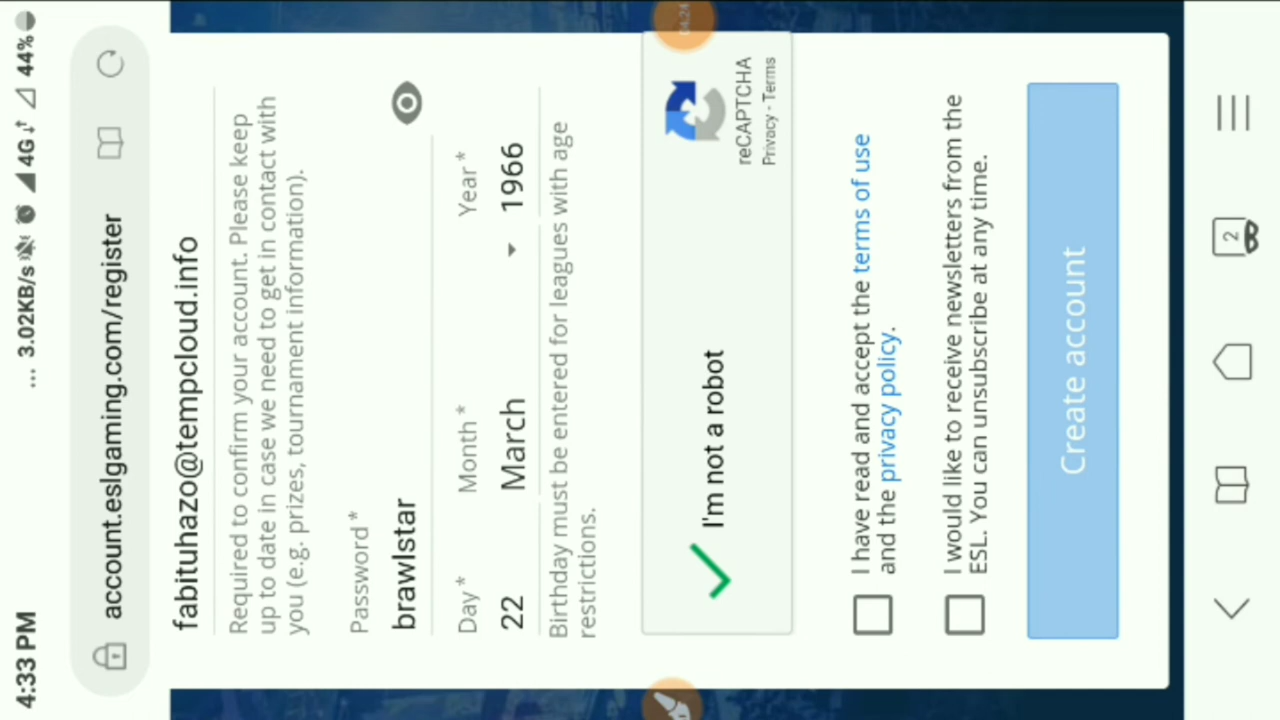 4:33 PM ... 3.02KB/s 4G 44%
account.eslgaming.com/register
fabituhazo@tempcloud.info
Required to confirm your account. Please keep
up to date in case we need to get in contact with
you (e.g. prizes, tournament information).
Password *
brawlstar
Day * Month * Year *
22 March 1966
Birthday must be entered for leagues with age
restrictions.
I'm not a robot
reCAPTCHA
Privacy - Terms
04:24
I have read and accept the terms of use
and the privacy policy.
I would like to receive newsletters from the
ESL. You can unsubscribe at any time.
Create account
2